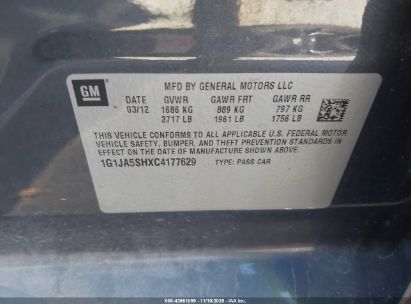 GM
MFD BY GENERAL MOTORS LLC
DATE GVWR GAWR FRT GAWR RR
03/12 1686 KG 889 KG 797 KG
3717 LB 1961 LB 1756 LB
THIS VEHICLE CONFORMS TO ALL APPLICABLE U.S. FEDERAL MOTOR
VEHICLE SAFETY, BUMPER, AND THEFT PREVENTION STANDARDS IN
EFFECT ON THE DATE OF MANUFACTURE SHOWN ABOVE.
1G1JA5SHXC4177629 TYPE: PASS CAR